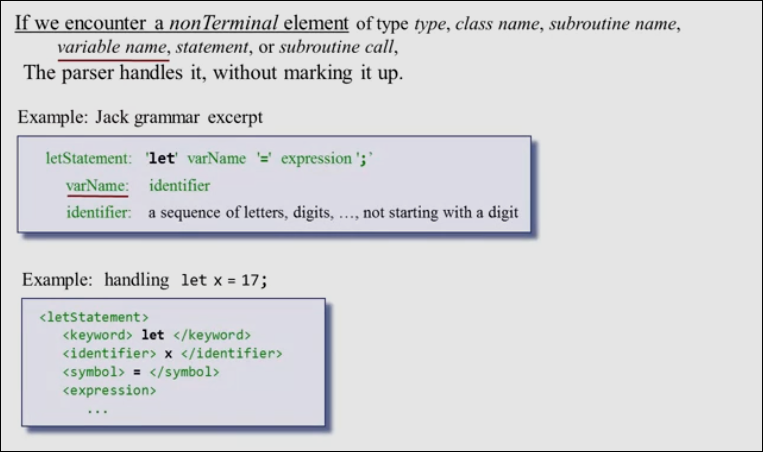 If we encounter a nonTerminal element of type type, class name, subroutine name,
variable name, statement, or subroutine call,
The parser handles it, without marking it up.
Example: Jack grammar excerpt
letStatement: 'let' varName '=' expression ';'
varName: identifier
identifier: a sequence of letters, digits, ..., not starting with a digit
Example: handling let x = 17;
<letStatement>
<keyword> let </keyword>
<identifier> x </identifier>
<symbol> = </symbol>
<expression>
...